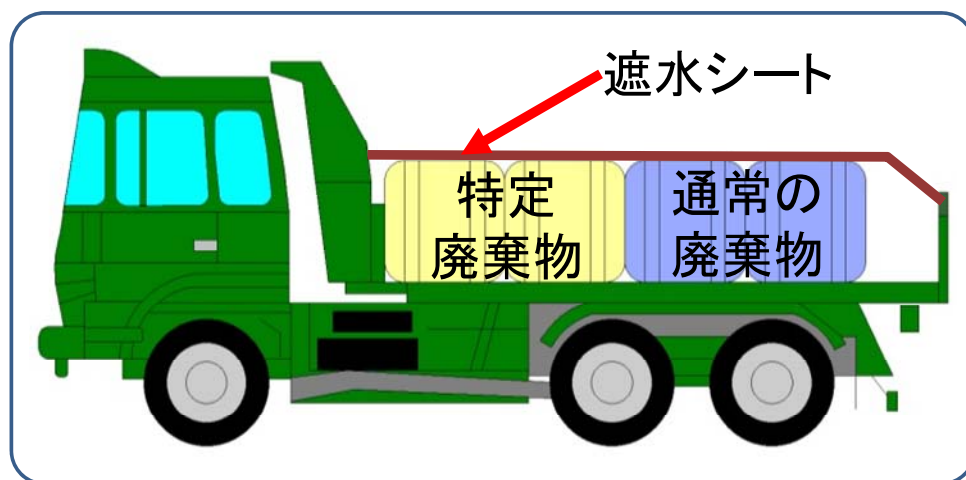 遮水シート
特定
廃棄物
通常の
廃棄物